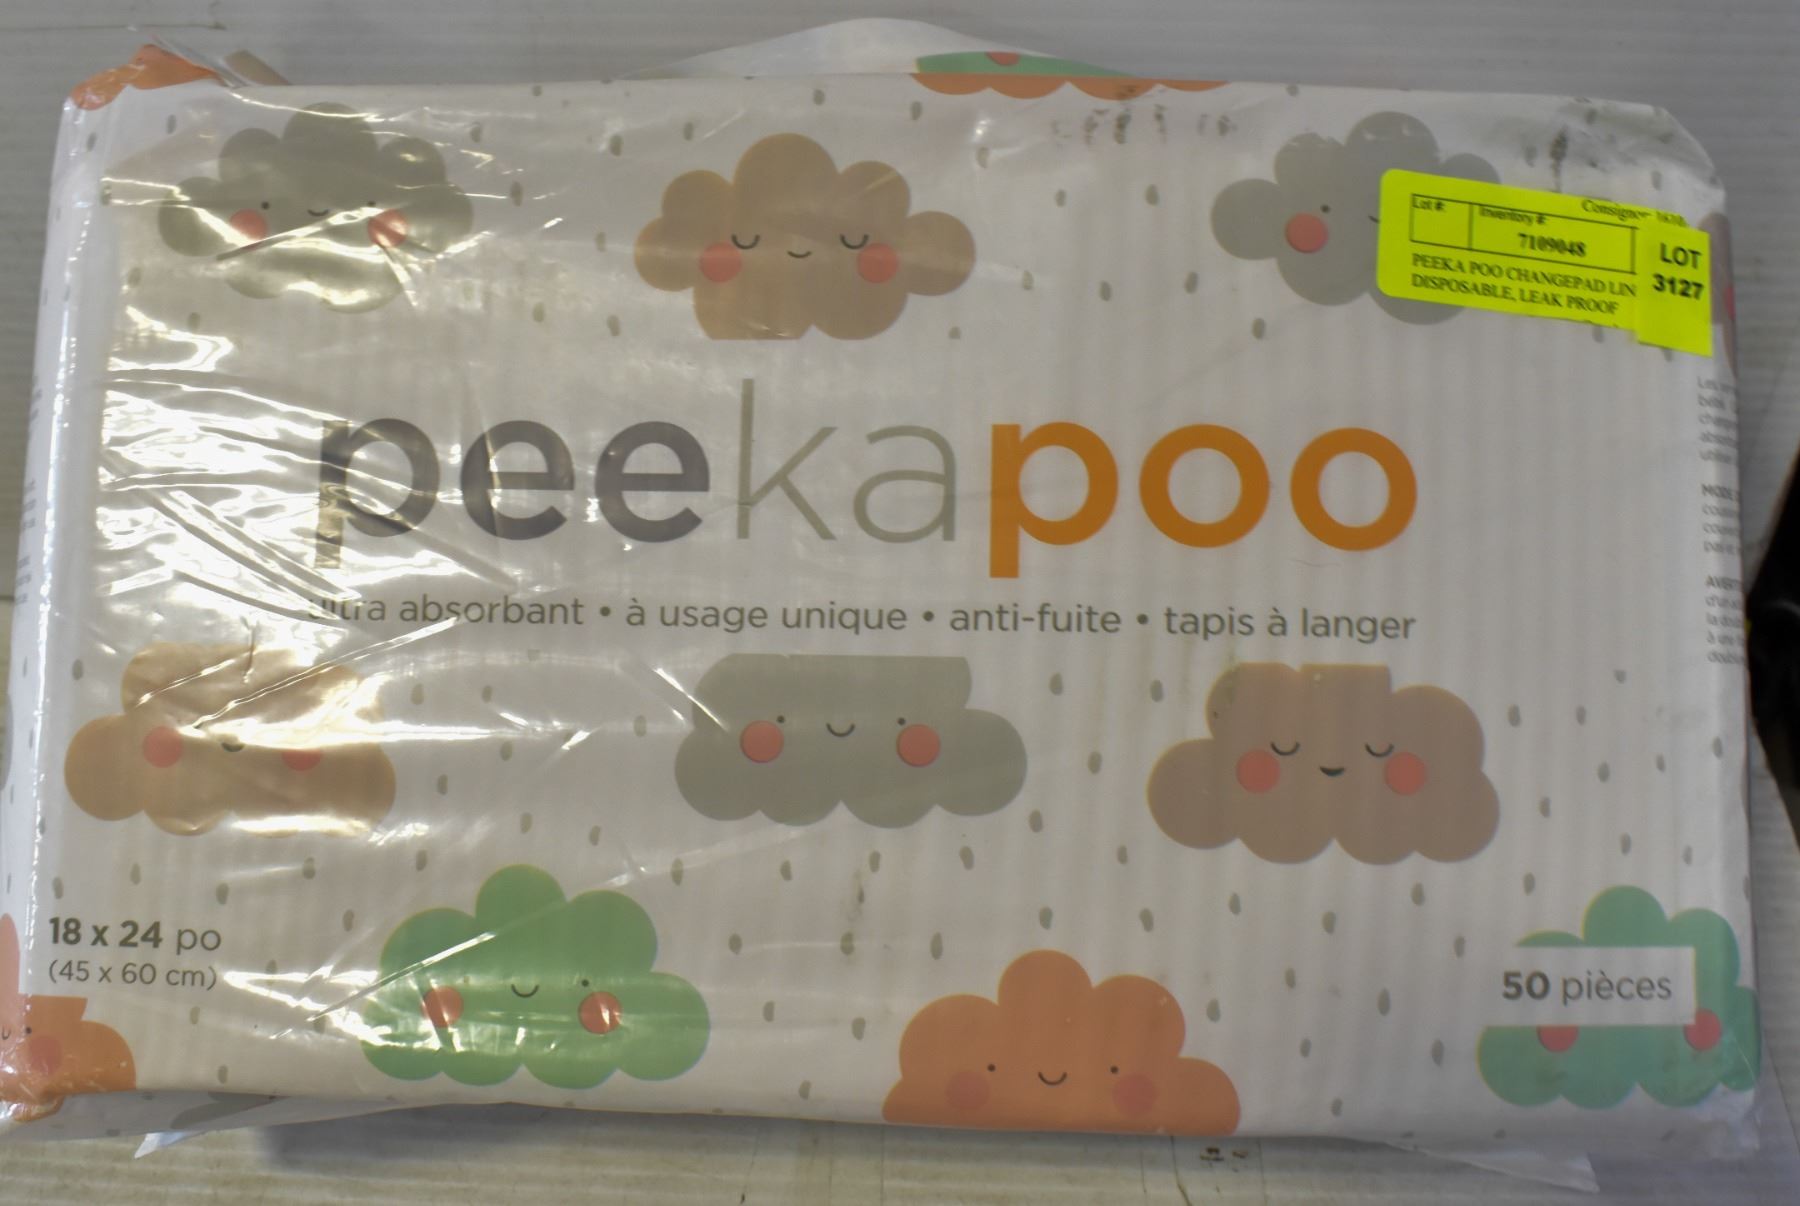 Lot #:
Inventory #:
Consignor
7109048
PEEKA POO CHANGEPAD LIN
DISPOSABLE, LEAK PROOF
LOT
3127
peekapoo
ultra absorbant • à usage unique • anti-fuite • tapis à langer
18 x 24 po
(45 x 60 cm)
50 pièces